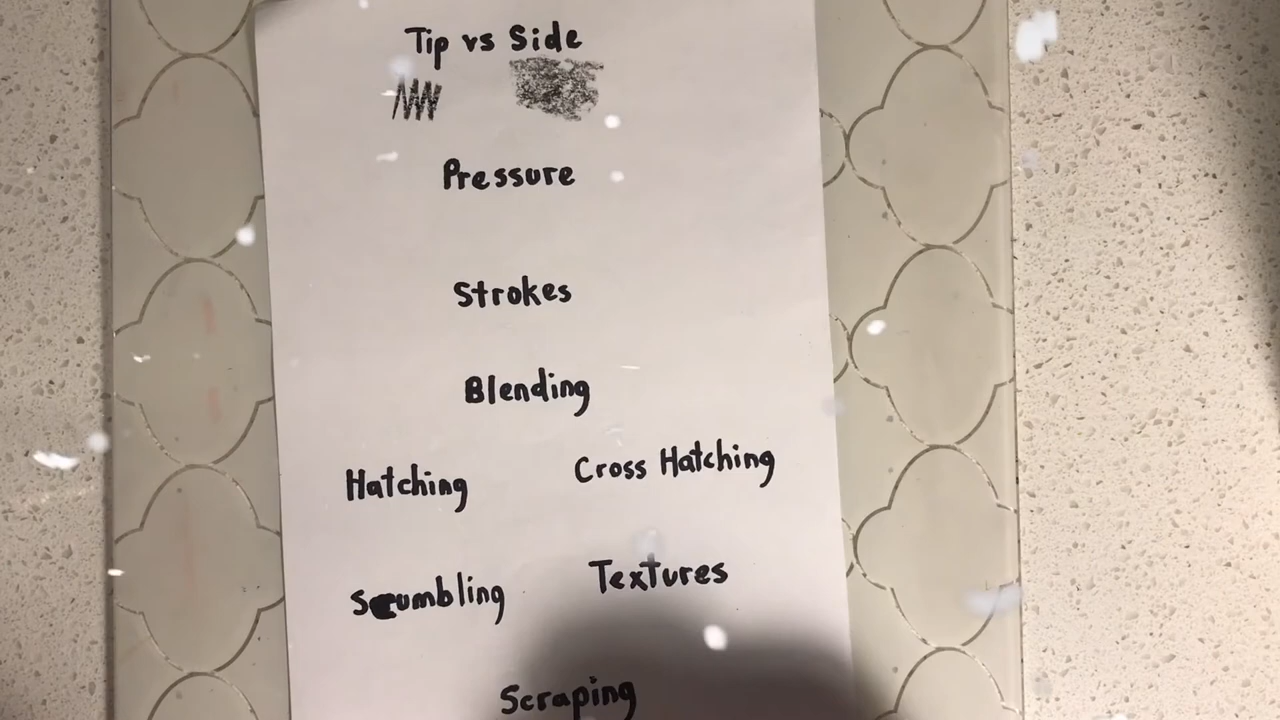 Tip vs Side
Pressure
Strokes
Blending
Hatching
Cross Hatching
Scumbling
Textures
Scraping